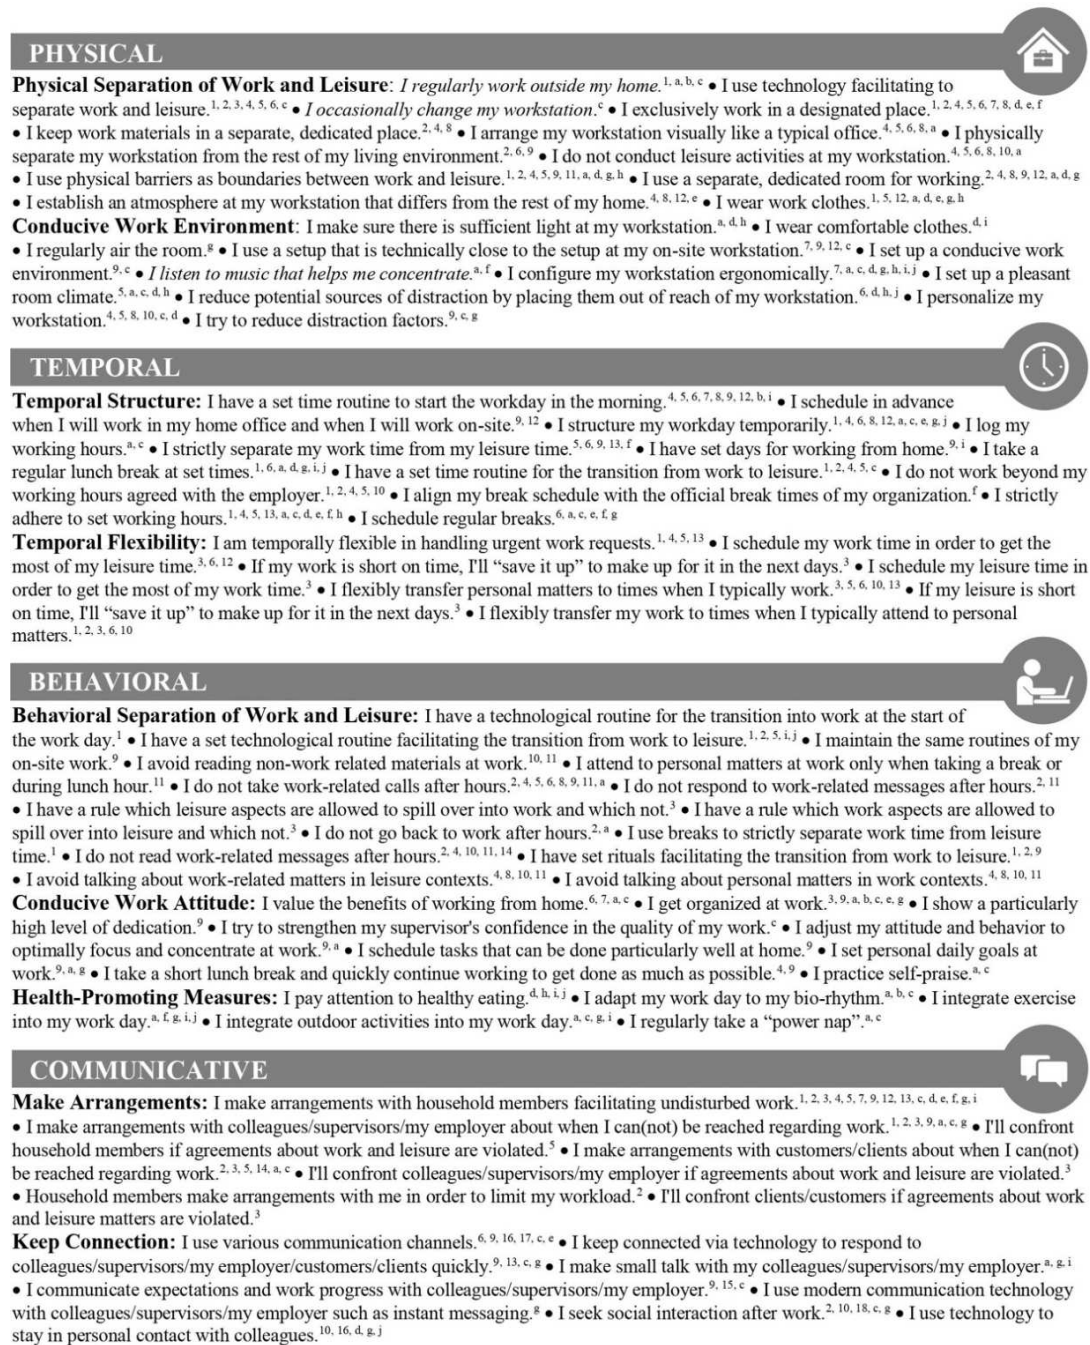 PHYSICAL
Physical Separation of Work and Leisure: I regularly work outside my home.1, a, b, c ● I use technology facilitating to
separate work and leisure.1, 2, 3, 4, 5, 6, c ● I occasionally change my workstation.c ● I exclusively work in a designated place.1, 2, 4, 5, 6, 7, 8, d, e, f
● I keep work materials in a separate, dedicated place.2, 4, 8 ● I arrange my workstation visually like a typical office.4, 5, 6, 8, a ● I physically
separate my workstation from the rest of my living environment.2, 6, 9 ● I do not conduct leisure activities at my workstation.4, 5, 6, 8, 10, a
● I use physical barriers as boundaries between work and leisure.1, 2, 4, 5, 9, 11, a, d, g, h ● I use a separate, dedicated room for working.2, 4, 8, 9, 12, a, d, g
● I establish an atmosphere at my workstation that differs from the rest of my home.4, 8, 12, e ● I wear work clothes.1, 5, 12, a, d, e, g, h
Conducive Work Environment: I make sure there is sufficient light at my workstation.a, d, h ● I wear comfortable clothes.d, i
● I regularly air the room.g ● I use a setup that is technically close to the setup at my on-site workstation.7, 9, 12, c ● I set up a conducive work
environment.9, c ● I listen to music that helps me concentrate.a, f ● I configure my workstation ergonomically.7, a, c, d, g, h, i, j ● I set up a pleasant
room climate.5, a, c, d, h ● I reduce potential sources of distraction by placing them out of reach of my workstation.6, d, h, j ● I personalize my
workstation.4, 5, 8, 10, c, d ● I try to reduce distraction factors.9, c, g
TEMPORAL
Temporal Structure: I have a set time routine to start the workday in the morning.4, 5, 6, 7, 8, 9, 12, b, i ● I schedule in advance
when I will work in my home office and when I will work on-site.9, 12 ● I structure my workday temporarily.1, 4, 6, 8, 12, a, c, e, g, j ● I log my
working hours.a, c ● I strictly separate my work time from my leisure time.5, 6, 9, 13, f ● I have set days for working from home.9, i ● I take a
regular lunch break at set times.1, 6, a, d, g, i, j ● I have a set time routine for the transition from work to leisure.1, 2, 4, 5, c ● I do not work beyond my
working hours agreed with the employer.1, 2, 4, 5, 10 ● I align my break schedule with the official break times of my organization.f ● I strictly
adhere to set working hours.1, 4, 5, 13, a, c, d, e, f, h ● I schedule regular breaks.6, a, c, e, f, g
Temporal Flexibility: I am temporally flexible in handling urgent work requests.1, 4, 5, 13 ● I schedule my work time in order to get the
most of my leisure time.3, 6, 12 ● If my work is short on time, I'll “save it up” to make up for it in the next days.3 ● I schedule my leisure time in
order to get the most of my work time.3 ● I flexibly transfer personal matters to times when I typically work.3, 5, 6, 10, 13 ● If my leisure is short
on time, I'll “save it up” to make up for it in the next days.3 ● I flexibly transfer my work to times when I typically attend to personal
matters.1, 2, 3, 6, 10
BEHAVIORAL
Behavioral Separation of Work and Leisure: I have a technological routine for the transition into work at the start of
the work day.1 ● I have a set technological routine facilitating the transition from work to leisure.1, 2, 5, i, j ● I maintain the same routines of my
on-site work.9 ● I avoid reading non-work related materials at work.10, 11 ● I attend to personal matters at work only when taking a break or
during lunch hour.11 ● I do not take work-related calls after hours.2, 4, 5, 6, 8, 9, 11, a ● I do not respond to work-related messages after hours.2, 11
● I have a rule which leisure aspects are allowed to spill over into work and which not.3 ● I have a rule which work aspects are allowed to
spill over into leisure and which not.3 ● I do not go back to work after hours.2, a ● I use breaks to strictly separate work time from leisure
time.1 ● I do not read work-related messages after hours.2, 4, 10, 11, 14 ● I have set rituals facilitating the transition from work to leisure.1, 2, 9
● I avoid talking about work-related matters in leisure contexts.4, 8, 10, 11 ● I avoid talking about personal matters in work contexts.4, 8, 10, 11
Conducive Work Attitude: I value the benefits of working from home.6, 7, a, c ● I get organized at work.3, 9, a, b, c, e, g ● I show a particularly
high level of dedication.9 ● I try to strengthen my supervisor's confidence in the quality of my work.c ● I adjust my attitude and behavior to
optimally focus and concentrate at work.9, a ● I schedule tasks that can be done particularly well at home.9 ● I set personal daily goals at
work.9, a, g ● I take a short lunch break and quickly continue working to get done as much as possible.4, 9 ● I practice self-praise.a, c
Health-Promoting Measures: I pay attention to healthy eating.d, h, i, j ● I adapt my work day to my bio-rhythm.a, b, c ● I integrate exercise
into my work day.a, f, g, i, j ● I integrate outdoor activities into my work day.a, c, g, i ● I regularly take a “power nap”.a, c
COMMUNICATIVE
Make Arrangements: I make arrangements with household members facilitating undisturbed work.1, 2, 3, 4, 5, 7, 9, 12, 13, c, d, e, f, g, i
● I make arrangements with colleagues/supervisors/my employer about when I can(not) be reached regarding work.1, 2, 3, 9, a, c, g ● I'll confront
household members if agreements about work and leisure are violated.5 ● I make arrangements with customers/clients about when I can(not)
be reached regarding work.2, 3, 5, 14, a, c ● I'll confront colleagues/supervisors/my employer if agreements about work and leisure are violated.3
● Household members make arrangements with me in order to limit my workload.2 ● I'll confront clients/customers if agreements about work
and leisure matters are violated.3
Keep Connection: I use various communication channels.6, 9, 16, 17, c, e ● I keep connected via technology to respond to
colleagues/supervisors/my employer/customers/clients quickly.9, 13, c, g ● I make small talk with my colleagues/supervisors/my employer.a, g, i
● I communicate expectations and work progress with colleagues/supervisors/my employer.9, 15, c ● I use modern communication technology
with colleagues/supervisors/my employer such as instant messaging.g ● I seek social interaction after work.2, 10, 18, c, g ● I use technology to
stay in personal contact with colleagues.10, 16, d, g, j